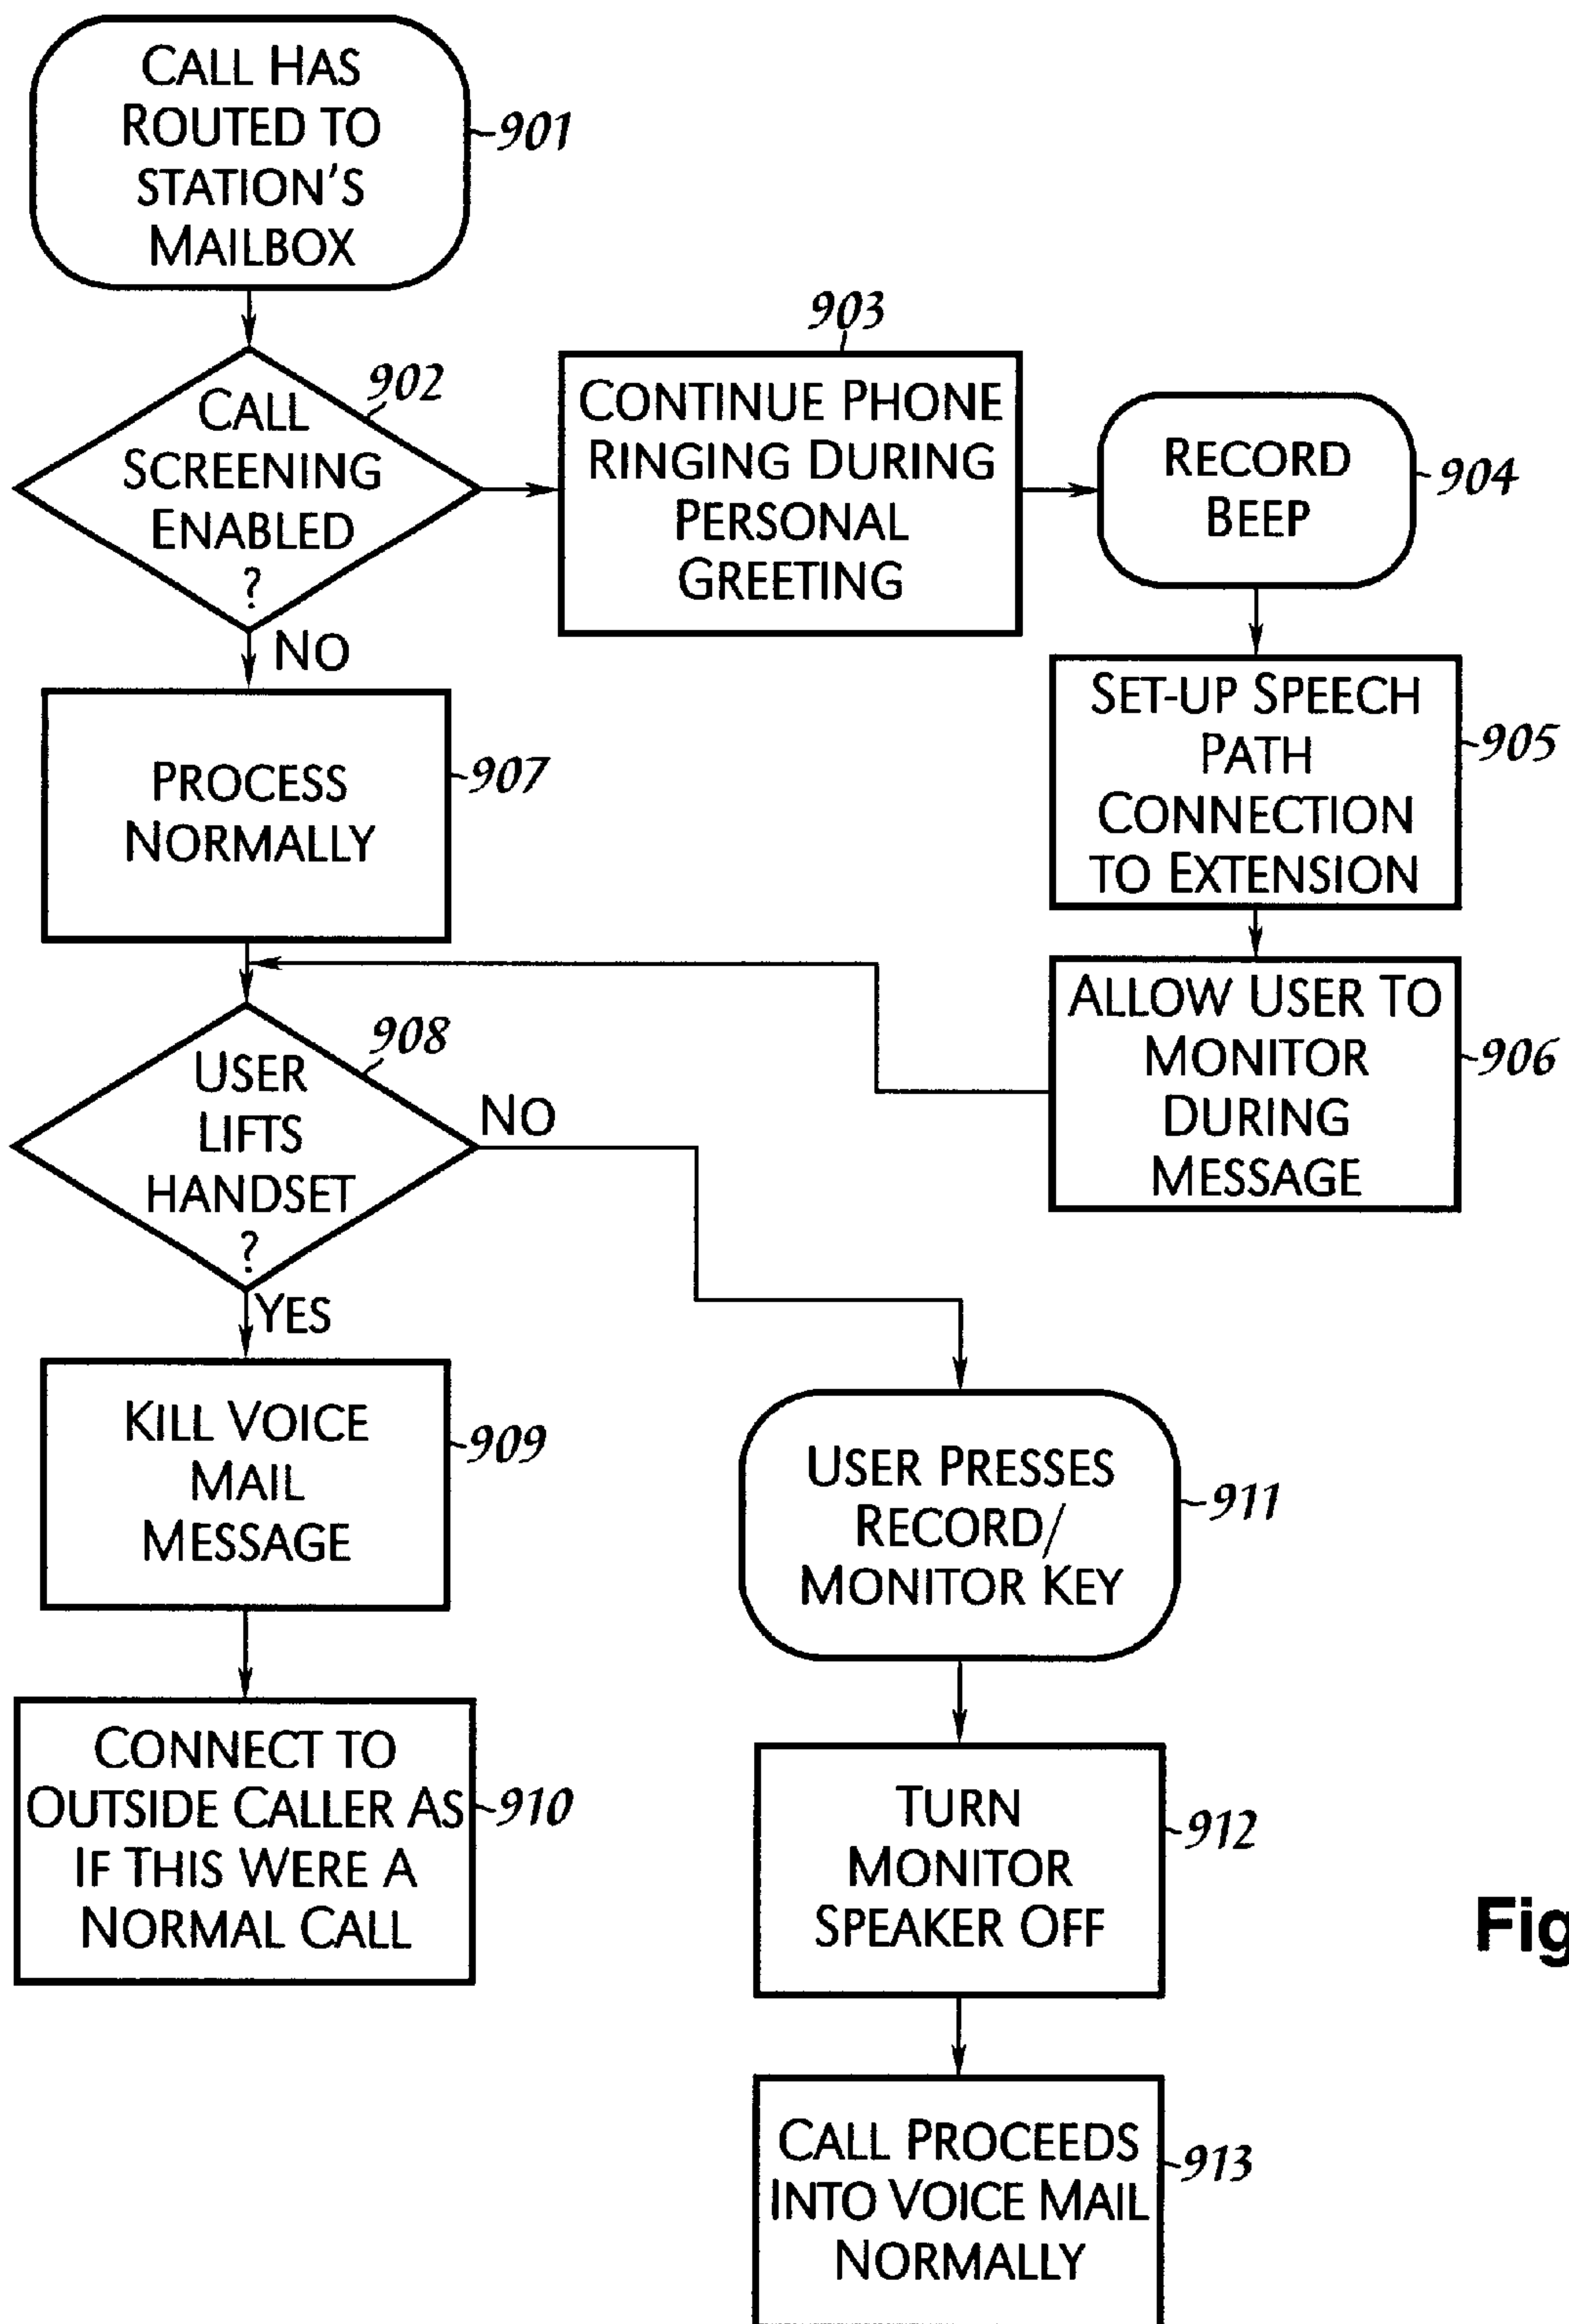 CALL HAS
ROUTED TO
STATION'S
MAILBOX
901
CALL
SCREENING
ENABLED
?
902
903
CONTINUE PHONE
RINGING DURING
PERSONAL
GREETING
RECORD
BEEP
904
NO
SET-UP SPEECH
PATH
CONNECTION
TO EXTENSION
905
PROCESS
NORMALLY
907
ALLOW USER TO
MONITOR
DURING
MESSAGE
906
USER
LIFTS
HANDSET
?
908
NO
YES
KILL VOICE
MAIL
MESSAGE
909
USER PRESSES
RECORD/
MONITOR KEY
911
CONNECT TO
OUTSIDE CALLER AS
IF THIS WERE A
NORMAL CALL
910
TURN
MONITOR
SPEAKER OFF
912
Fig
CALL PROCEEDS
INTO VOICE MAIL
NORMALLY
913